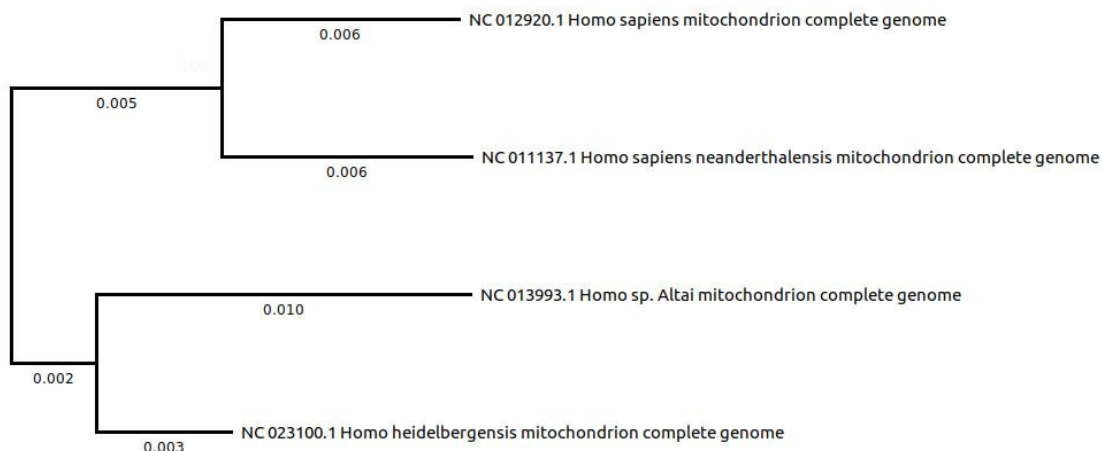 NC 012920.1 Homo sapiens mitochondrion complete genome
0.006
100
0.005
NC 011137.1 Homo sapiens neanderthalensis mitochondrion complete genome
0.006
NC 013993.1 Homo sp. Altai mitochondrion complete genome
0.010
0.002
NC 023100.1 Homo heidelbergensis mitochondrion complete genome
0.003